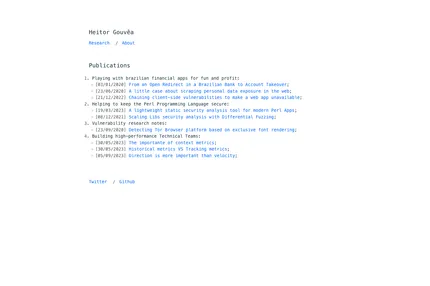 Heitor Gouvêa
Research / About
Publications
1. Playing with brazilian financial apps for fun and profit:
- [03/01/2020] From an Open Redirect in a Brazilian Bank to Account Takeover;
- [23/06/2020] A little case about scraping personal data exposure in the web;
- [21/12/2022] Chaining client-side vulnerabilities to make a web app unavailable;
2. Helping to keep the Perl Programming Language secure:
- [19/03/2023] A lightweight static security analysis tool for modern Perl Apps;
- [08/12/2021] Scaling Libs security analysis with Differential Fuzzing;
3. Vulnerability research notes:
- [23/09/2020] Detecting Tor Browser platform based on exclusive font rendering;
4. Building high-performance Technical Teams:
- [30/05/2023] The importante of context metrics;
- [30/05/2023] Historical metrics VS Tracking metrics;
- [05/09/2023] Direction is more important than velocity;
Twitter / Github